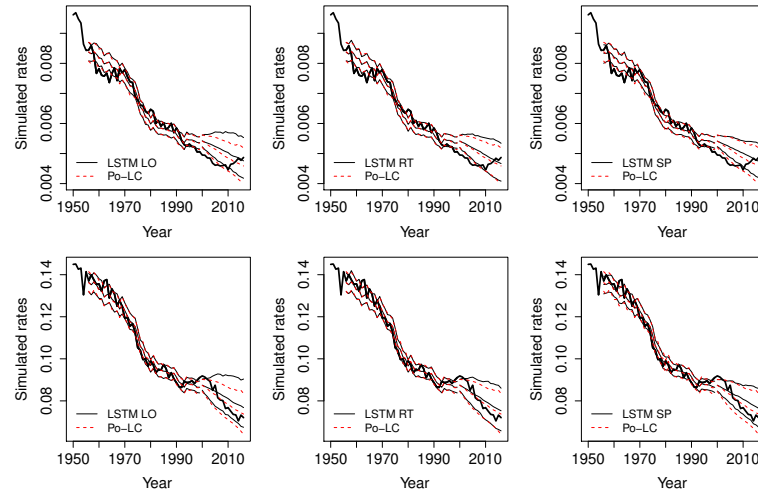 Simulated rates
0.004 0.006 0.008
LSTM LO
Po-LC
1950 1970 1990 2010
Year
Simulated rates
0.004 0.006 0.008
LSTM RT
Po-LC
1950 1970 1990 2010
Year
Simulated rates
0.004 0.006 0.008
LSTM SP
Po-LC
1950 1970 1990 2010
Year
Simulated rates
0.08 0.10 0.12 0.14
LSTM LO
Po-LC
1950 1970 1990 2010
Year
Simulated rates
0.08 0.10 0.12 0.14
LSTM RT
Po-LC
1950 1970 1990 2010
Year
Simulated rates
0.08 0.10 0.12 0.14
LSTM SP
Po-LC
1950 1970 1990 2010
Year